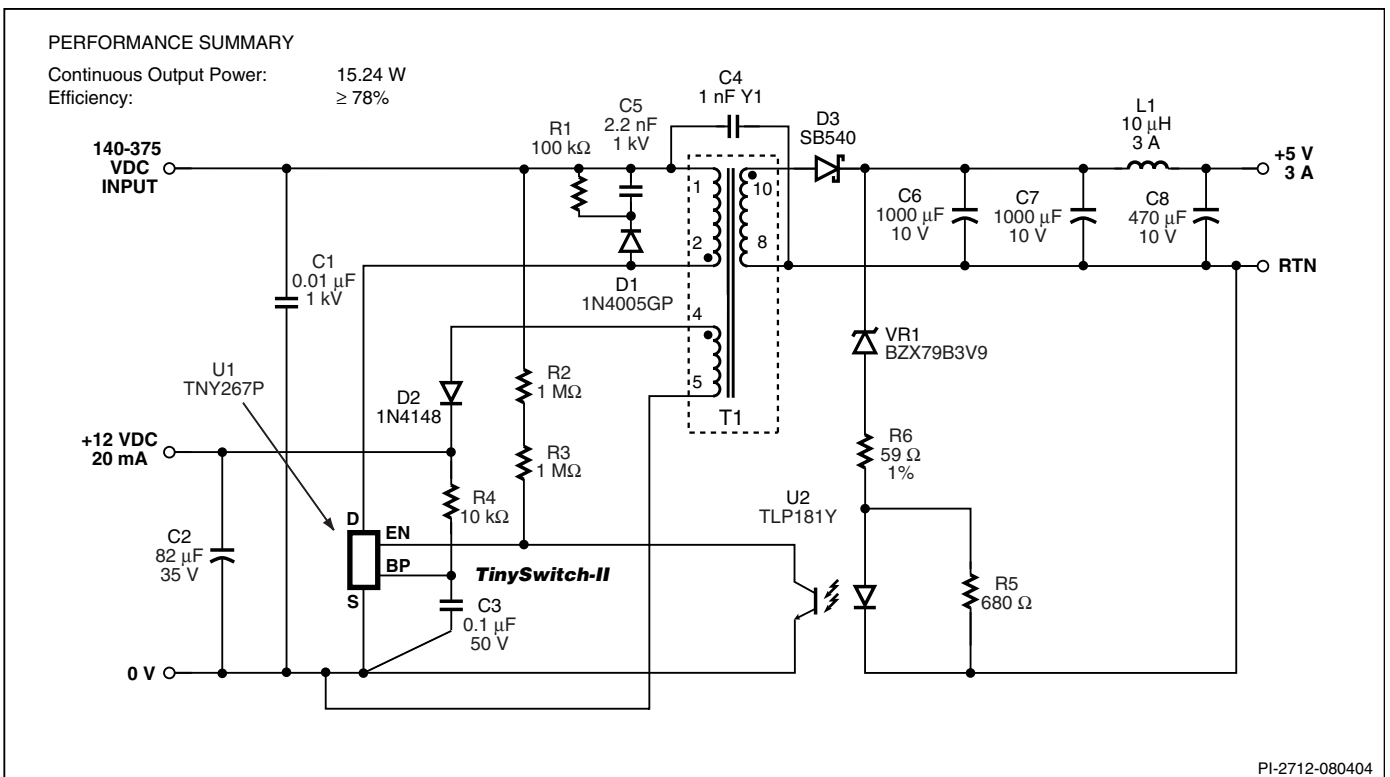 PERFORMANCE SUMMARY
Continuous Output Power: 15.24 W
Efficiency: ≥ 78%
C4
1 nF Y1
C5
2.2 nF
1 kV
R1
100 kΩ
D3
SB540
L1
10 µH
3 A
140-375
VDC
INPUT
+5 V
3 A
1
10
2
8
C6
1000 µF
10 V
C7
1000 µF
10 V
C8
470 µF
10 V
RTN
C1
0.01 µF
1 kV
D1
1N4005GP
4
5
T1
VR1
BZX79B3V9
U1
TNY267P
D2
1N4148
R2
1 MΩ
R3
1 MΩ
+12 VDC
20 mA
R6
59 Ω
1%
R4
10 kΩ
U2
TLP181Y
D
EN
BP
S
TinySwitch-II
C2
82 µF
35 V
C3
0.1 µF
50 V
R5
680 Ω
0 V
PI-2712-080404